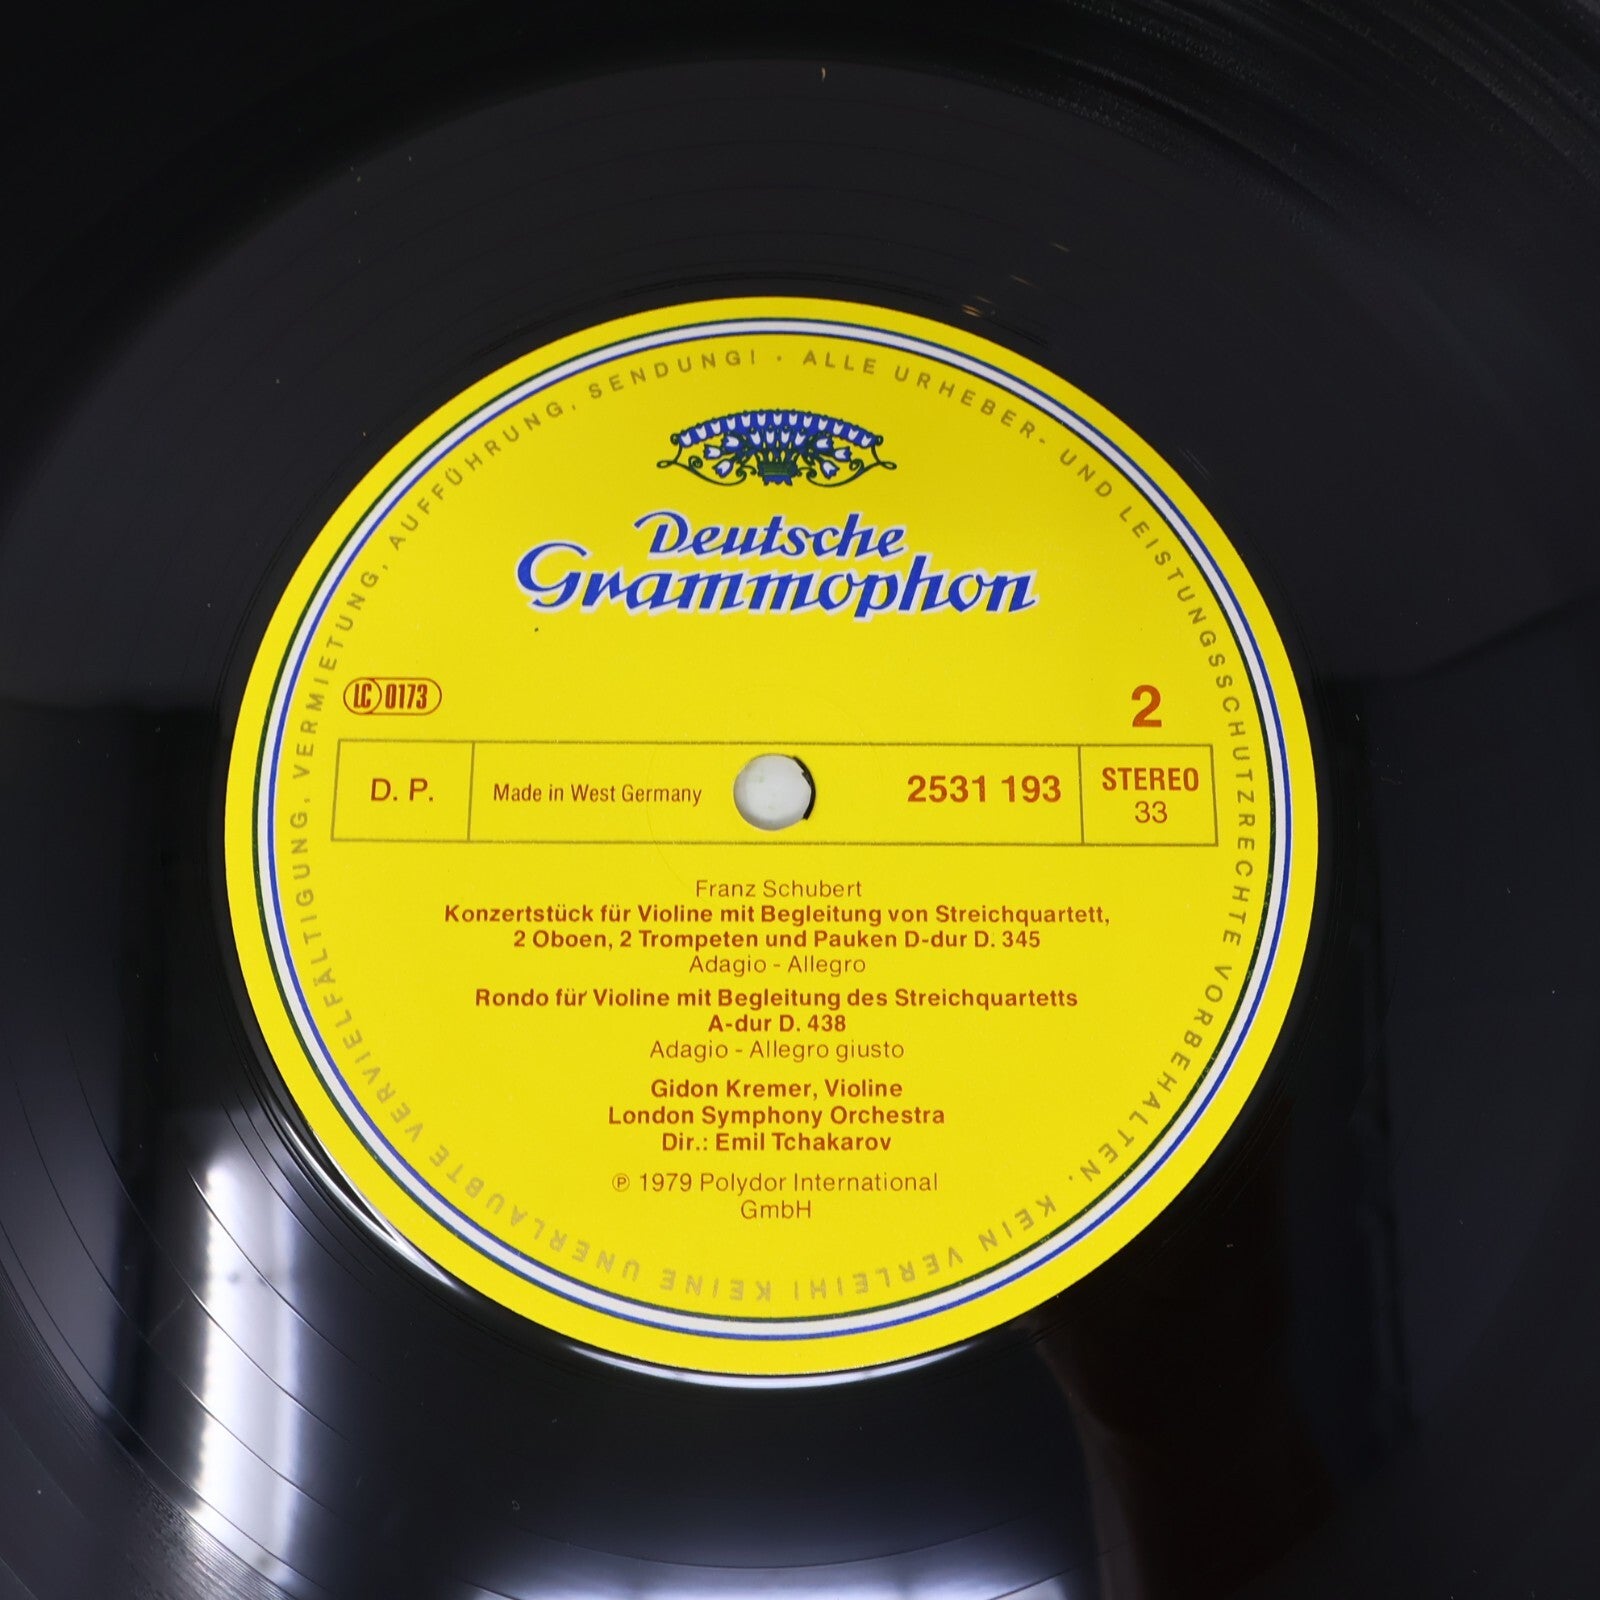 ALLE URHEBER- UND LEISTUNGSSCHUTZRECHTE VORBEHALTEN. KEIN VERLEIH! KEINE UNERLAUBTE VERVIELFÄLTIGUNG, VERMIETUNG, AUFFÜHRUNG, SENDUNG! ·
Deutsche
Grammophon
LC 0173
2
D. P.
Made in West Germany
2531 193
STEREO
33
Franz Schubert
Konzertstück für Violine mit Begleitung von Streichquartett,
2 Oboen, 2 Trompeten und Pauken D-dur D. 345
Adagio - Allegro
Rondo für Violine mit Begleitung des Streichquartetts
A-dur D. 438
Adagio - Allegro giusto
Gidon Kremer, Violine
London Symphony Orchestra
Dir.: Emil Tchakarov
℗ 1979 Polydor International
GmbH